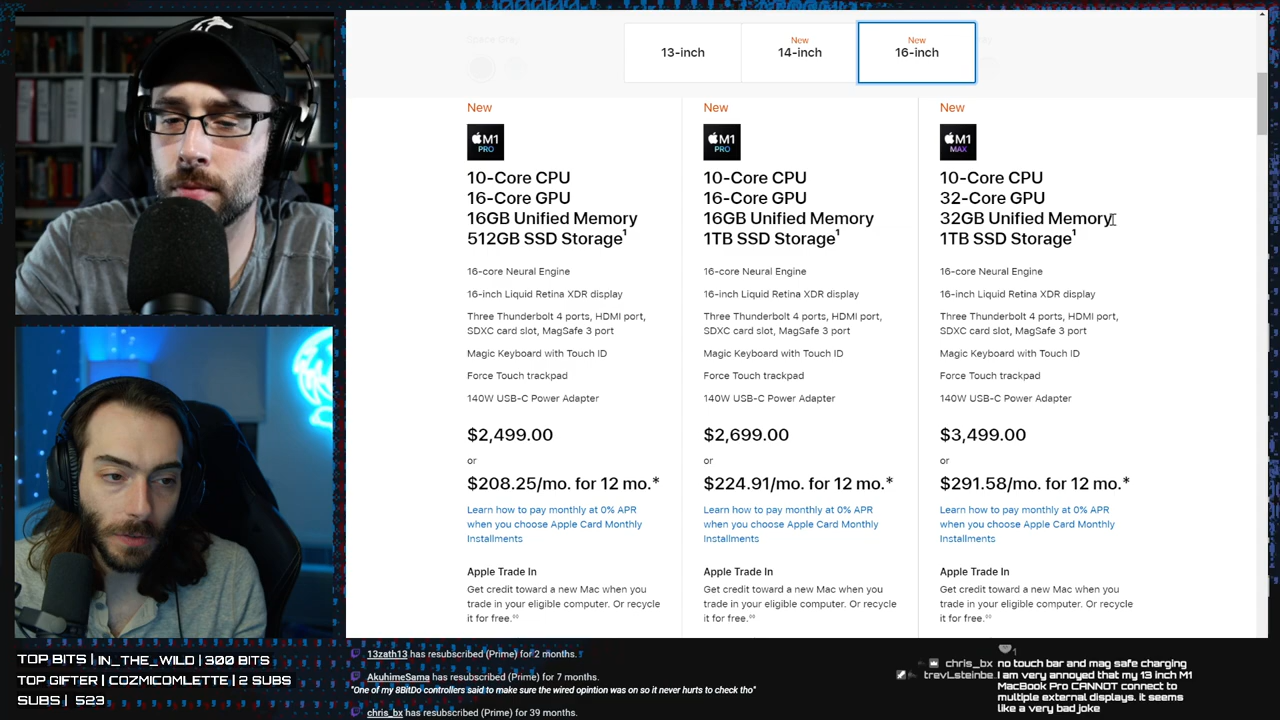 13-inch
New
14-inch
New
16-inch
New
M1
PRO
10-Core CPU
16-Core GPU
16GB Unified Memory
512GB SSD Storage¹
16-core Neural Engine
16-inch Liquid Retina XDR display
Three Thunderbolt 4 ports, HDMI port,
SDXC card slot, MagSafe 3 port
Magic Keyboard with Touch ID
Force Touch trackpad
140W USB-C Power Adapter
$2,499.00
or
$208.25/mo. for 12 mo.*
Learn how to pay monthly at 0% APR
when you choose Apple Card Monthly
Installments
Apple Trade In
Get credit toward a new Mac when you
trade in your eligible computer. Or recycle
it for free.◊◊
New
M1
PRO
10-Core CPU
16-Core GPU
16GB Unified Memory
1TB SSD Storage¹
16-core Neural Engine
16-inch Liquid Retina XDR display
Three Thunderbolt 4 ports, HDMI port,
SDXC card slot, MagSafe 3 port
Magic Keyboard with Touch ID
Force Touch trackpad
140W USB-C Power Adapter
$2,699.00
or
$224.91/mo. for 12 mo.*
Learn how to pay monthly at 0% APR
when you choose Apple Card Monthly
Installments
Apple Trade In
Get credit toward a new Mac when you
trade in your eligible computer. Or recycle
it for free.◊◊
New
M1
MAX
10-Core CPU
32-Core GPU
32GB Unified Memory
1TB SSD Storage¹
16-core Neural Engine
16-inch Liquid Retina XDR display
Three Thunderbolt 4 ports, HDMI port,
SDXC card slot, MagSafe 3 port
Magic Keyboard with Touch ID
Force Touch trackpad
140W USB-C Power Adapter
$3,499.00
or
$291.58/mo. for 12 mo.*
Learn how to pay monthly at 0% APR
when you choose Apple Card Monthly
Installments
Apple Trade In
Get credit toward a new Mac when you
trade in your eligible computer. Or recycle
it for free.◊◊
TOP BITS | IN_THE_WILD | 300 BITS
TOP GIFTER | COZMICOMLETTE | 2 SUBS
SUBS | 523
13zath13 has resubscribed (Prime) for 2 months.
AkuhimeSama has resubscribed (Prime) for 7 months.
"One of my 8BitDo controllers said to make sure the wired opintion was on so it never hurts to check tho"
chris_bx has resubscribed (Prime) for 39 months.
1
chris_bx no touch bar and mag safe charging
trevLsteinbe I am very annoyed that my 13 inch M1
MacBook Pro CANNOT connect to
multiple external displays. it seems
like a very bad joke